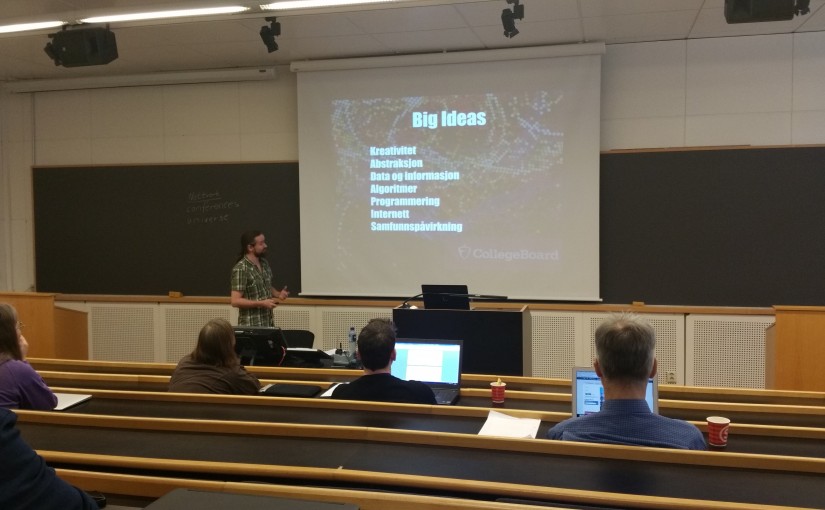 Big Ideas
Kreativitet
Abstraksjon
Data og informasjon
Algoritmer
Programmering
Internett
Samfunnspåvirkning
CollegeBoard